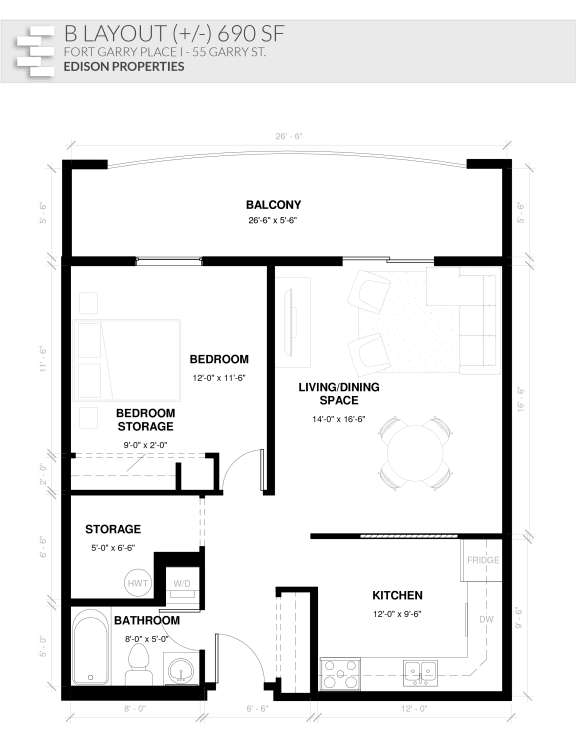 B LAYOUT (+/-) 690 SF
FORT GARRY PLACE I - 55 GARRY ST.
EDISON PROPERTIES
26' - 6"
5' - 6"
BALCONY
26'-6" x 5'-6"
5' - 6"
11' - 6"
BEDROOM
12'-0" x 11'-6"
LIVING/DINING
SPACE
14'-0" x 16'-6"
16' - 6"
BEDROOM
STORAGE
9'-0" x 2'-0"
2' - 0"
STORAGE
5'-0" x 6'-6"
6' - 6"
HWT
W/D
FRIDGE
KITCHEN
12'-0" x 9'-6"
DW
9' - 6"
BATHROOM
8'-0" x 5'-0"
5' - 0"
8' - 0"
6' - 6"
12' - 0"